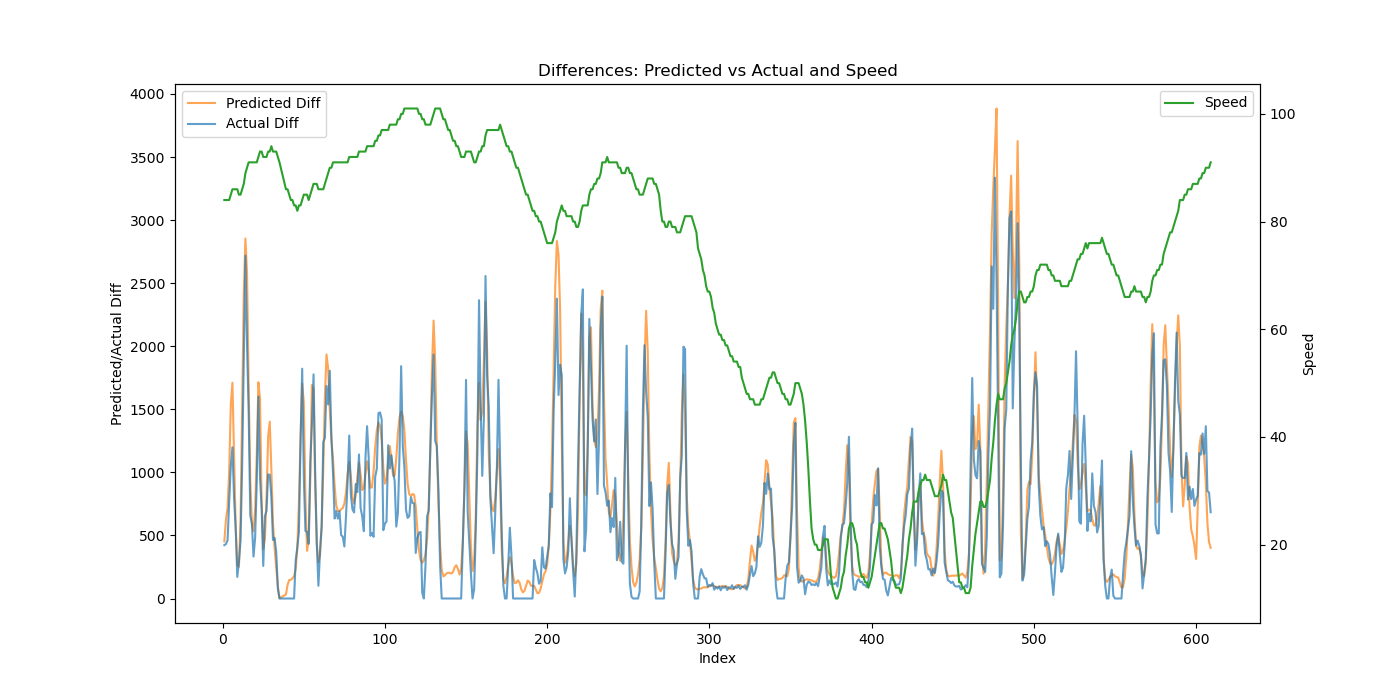 Differences: Predicted vs Actual and Speed
Predicted Diff
Actual Diff
Speed
4000
3500
3000
2500
2000
1500
1000
500
0
Predicted/Actual Diff
100
80
60
40
20
Speed
0 100 200 300 400 500 600
Index